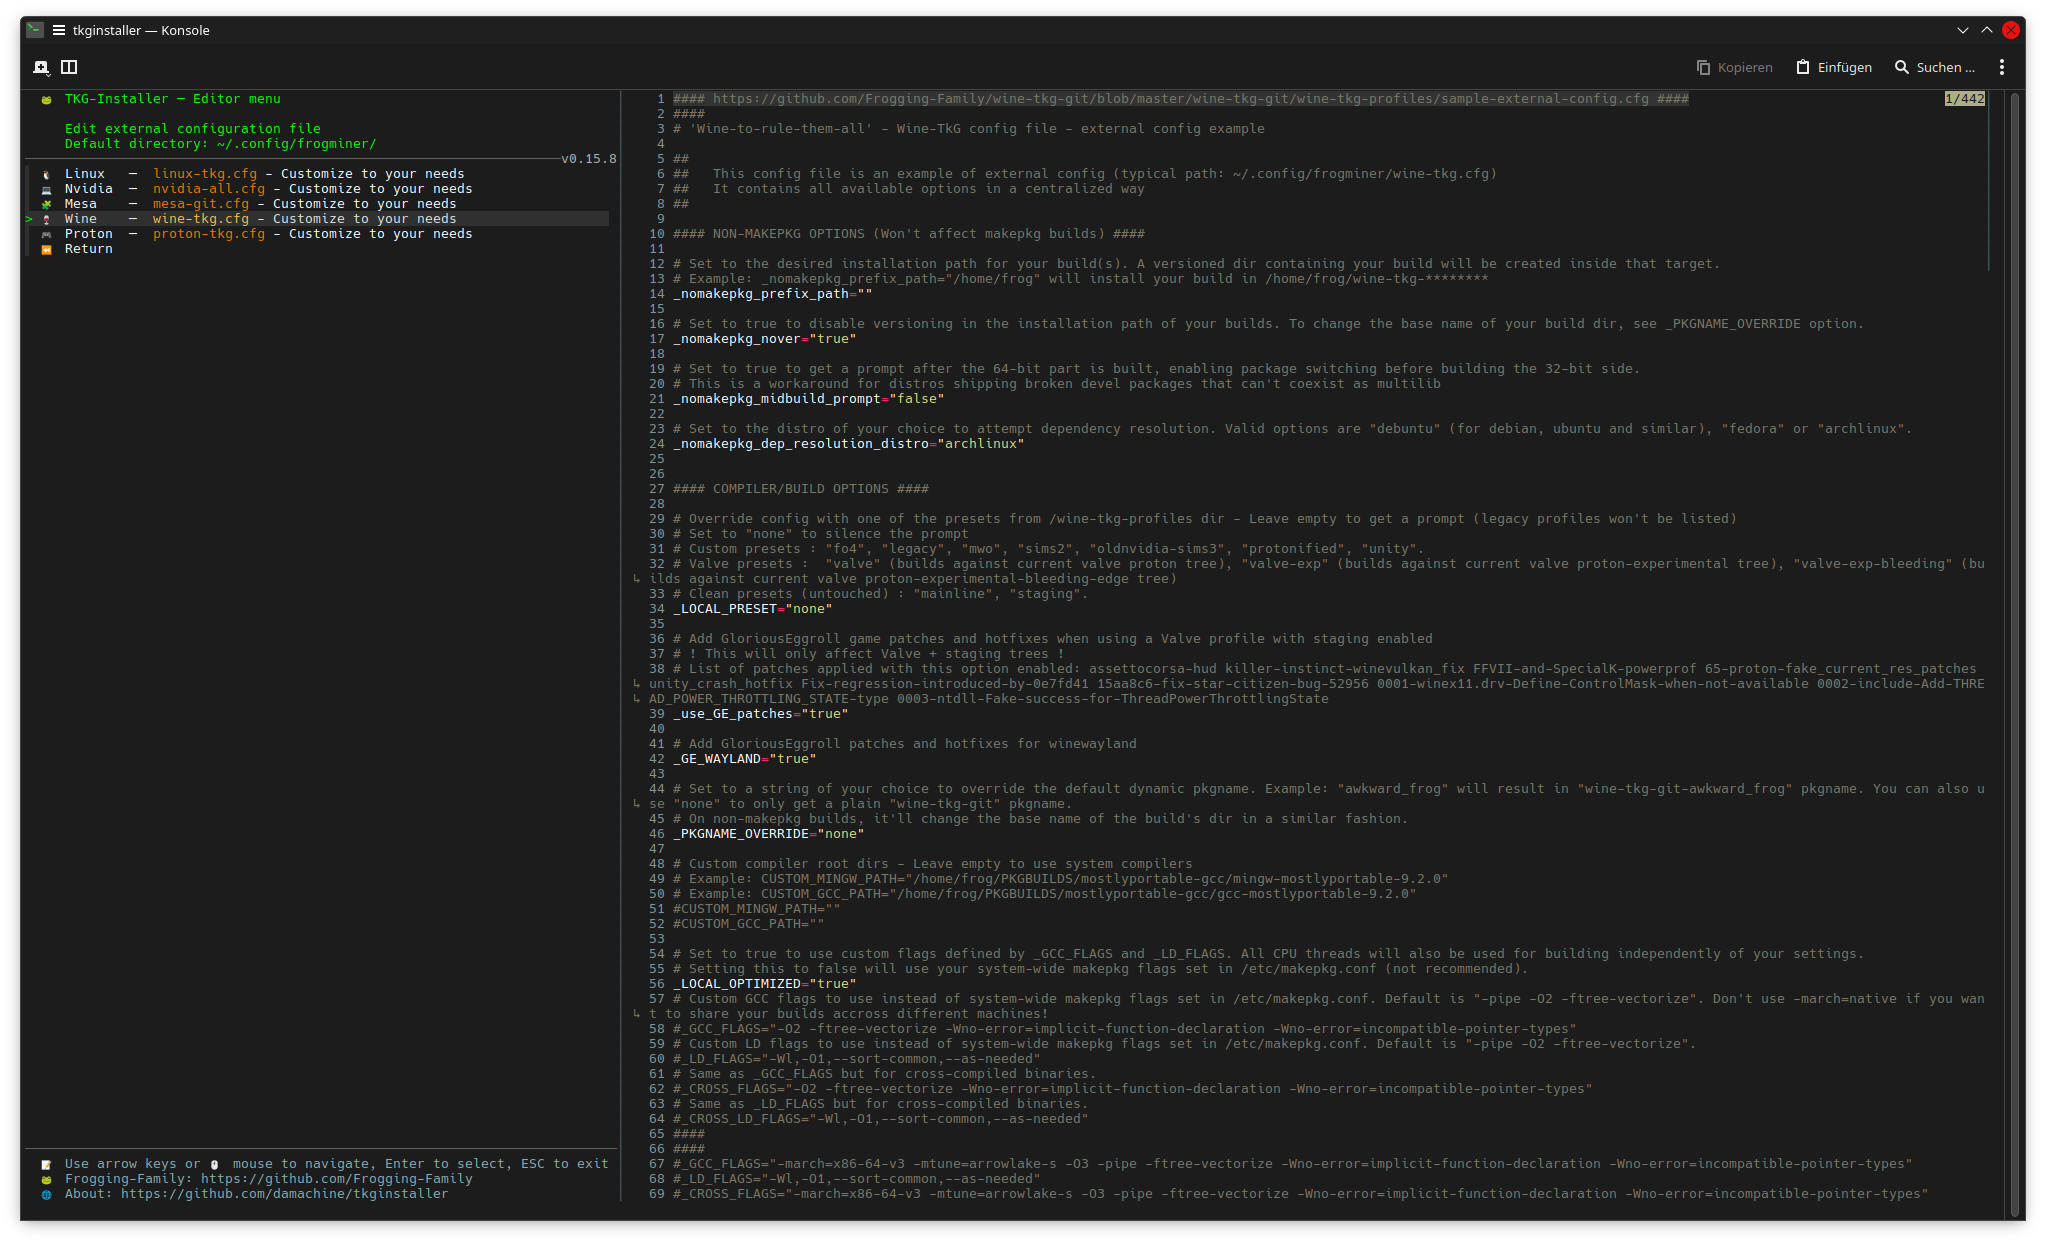 tkginstaller — Konsole
Kopieren Einfügen Suchen ...
TKG-Installer — Editor menu
Edit external configuration file
Default directory: ~/.config/frogminer/
v0.15.8
Linux — linux-tkg.cfg - Customize to your needs
Nvidia — nvidia-all.cfg - Customize to your needs
Mesa — mesa-git.cfg - Customize to your needs
> Wine — wine-tkg.cfg - Customize to your needs
Proton — proton-tkg.cfg - Customize to your needs
Return
Use arrow keys or mouse to navigate, Enter to select, ESC to exit
Frogging-Family: https://github.com/Frogging-Family
About: https://github.com/damachine/tkginstaller
1 #### https://github.com/Frogging-Family/wine-tkg-git/blob/master/wine-tkg-git/wine-tkg-profiles/sample-external-config.cfg #### 1/442
2 ####
3 # 'Wine-to-rule-them-all' - Wine-TkG config file - external config example
4
5 ##
6 ##   This config file is an example of external config (typical path: ~/.config/frogminer/wine-tkg.cfg)
7 ##   It contains all available options in a centralized way
8 ##
9
10 #### NON-MAKEPKG OPTIONS (Won't affect makepkg builds) ####
11
12 # Set to the desired installation path for your build(s). A versioned dir containing your build will be created inside that target.
13 # Example: _nomakepkg_prefix_path="/home/frog" will install your build in /home/frog/wine-tkg-********
14 _nomakepkg_prefix_path=""
15
16 # Set to true to disable versioning in the installation path of your builds. To change the base name of your build dir, see _PKGNAME_OVERRIDE option.
17 _nomakepkg_nover="true"
18
19 # Set to true to get a prompt after the 64-bit part is built, enabling package switching before building the 32-bit side.
20 # This is a workaround for distros shipping broken devel packages that can't coexist as multilib
21 _nomakepkg_midbuild_prompt="false"
22
23 # Set to the distro of your choice to attempt dependency resolution. Valid options are "debuntu" (for debian, ubuntu and similar), "fedora" or "archlinux".
24 _nomakepkg_dep_resolution_distro="archlinux"
25
26
27 #### COMPILER/BUILD OPTIONS ####
28
29 # Override config with one of the presets from /wine-tkg-profiles dir - Leave empty to get a prompt (legacy profiles won't be listed)
30 # Set to "none" to silence the prompt
31 # Custom presets : "fo4", "legacy", "mwo", "sims2", "oldnvidia-sims3", "protonified", "unity".
32 # Valve presets :  "valve" (builds against current valve proton tree), "valve-exp" (builds against current valve proton-experimental tree), "valve-exp-bleeding" (bu
↳ ilds against current valve proton-experimental-bleeding-edge tree)
33 # Clean presets (untouched) : "mainline", "staging".
34 _LOCAL_PRESET="none"
35
36 # Add GloriousEggroll game patches and hotfixes when using a Valve profile with staging enabled
37 # ! This will only affect Valve + staging trees !
38 # List of patches applied with this option enabled: assettocorsa-hud killer-instinct-winevulkan_fix FFVII-and-SpecialK-powerprof 65-proton-fake_current_res_patches
↳ unity_crash_hotfix Fix-regression-introduced-by-0e7fd41 15aa8c6-fix-star-citizen-bug-52956 0001-winex11.drv-Define-ControlMask-when-not-available 0002-include-Add-THRE
↳ AD_POWER_THROTTLING_STATE-type 0003-ntdll-Fake-success-for-ThreadPowerThrottlingState
39 _use_GE_patches="true"
40
41 # Add GloriousEggroll patches and hotfixes for winewayland
42 _GE_WAYLAND="true"
43
44 # Set to a string of your choice to override the default dynamic pkgname. Example: "awkward_frog" will result in "wine-tkg-git-awkward_frog" pkgname. You can also u
↳ se "none" to only get a plain "wine-tkg-git" pkgname.
45 # On non-makepkg builds, it'll change the base name of the build's dir in a similar fashion.
46 _PKGNAME_OVERRIDE="none"
47
48 # Custom compiler root dirs - Leave empty to use system compilers
49 # Example: CUSTOM_MINGW_PATH="/home/frog/PKGBUILDS/mostlyportable-gcc/mingw-mostlyportable-9.2.0"
50 # Example: CUSTOM_GCC_PATH="/home/frog/PKGBUILDS/mostlyportable-gcc/gcc-mostlyportable-9.2.0"
51 #CUSTOM_MINGW_PATH=""
52 #CUSTOM_GCC_PATH=""
53
54 # Set to true to use custom flags defined by _GCC_FLAGS and _LD_FLAGS. All CPU threads will also be used for building independently of your settings.
55 # Setting this to false will use your system-wide makepkg flags set in /etc/makepkg.conf (not recommended).
56 _LOCAL_OPTIMIZED="true"
57 # Custom GCC flags to use instead of system-wide makepkg flags set in /etc/makepkg.conf. Default is "-pipe -O2 -ftree-vectorize". Don't use -march=native if you wan
↳ t to share your builds accross different machines!
58 #_GCC_FLAGS="-O2 -ftree-vectorize -Wno-error=implicit-function-declaration -Wno-error=incompatible-pointer-types"
59 # Custom LD flags to use instead of system-wide makepkg flags set in /etc/makepkg.conf. Default is "-pipe -O2 -ftree-vectorize".
60 #_LD_FLAGS="-Wl,-O1,--sort-common,--as-needed"
61 # Same as _GCC_FLAGS but for cross-compiled binaries.
62 #_CROSS_FLAGS="-O2 -ftree-vectorize -Wno-error=implicit-function-declaration -Wno-error=incompatible-pointer-types"
63 # Same as _LD_FLAGS but for cross-compiled binaries.
64 #_CROSS_LD_FLAGS="-Wl,-O1,--sort-common,--as-needed"
65 ####
66 ####
67 #_GCC_FLAGS="-march=x86-64-v3 -mtune=arrowlake-s -O3 -pipe -ftree-vectorize -Wno-error=implicit-function-declaration -Wno-error=incompatible-pointer-types"
68 #_LD_FLAGS="-Wl,-O1,--sort-common,--as-needed"
69 #_CROSS_FLAGS="-march=x86-64-v3 -mtune=arrowlake-s -O3 -pipe -ftree-vectorize -Wno-error=implicit-function-declaration -Wno-error=incompatible-pointer-types"